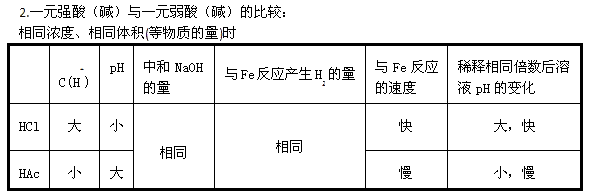 2.一元强酸（碱）与一元弱酸（碱）的比较：
相同浓度、相同体积(等物质的量)时
C(H⁻) pH 中和 NaOH 的量 与 Fe 反应产生 H₂ 的量 与 Fe 反应的速度 稀释相同倍数后溶液 pH 的变化
HCl 大 小 相同 相同 快 大，快
HAc 小 大 慢 小，慢